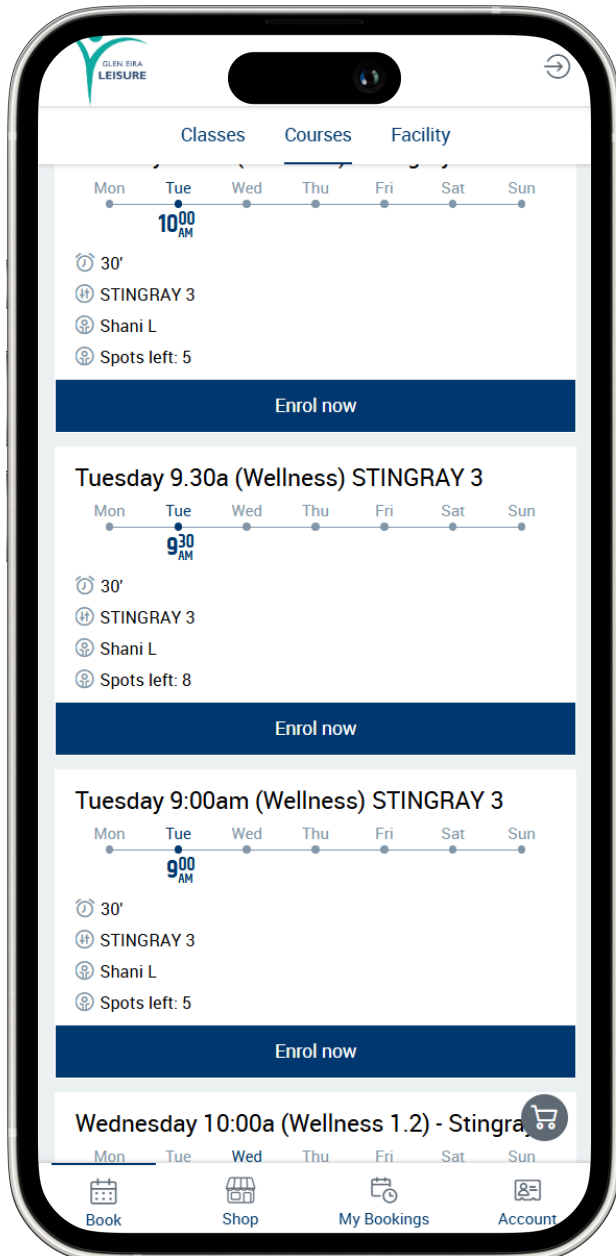 GLEN EIRA
LEISURE
Classes Courses Facility
Mon Tue Wed Thu Fri Sat Sun
10 00 AM
30'
STINGRAY 3
Shani L
Spots left: 5
Enrol now
Tuesday 9.30a (Wellness) STINGRAY 3
Mon Tue Wed Thu Fri Sat Sun
9 30 AM
30'
STINGRAY 3
Shani L
Spots left: 8
Enrol now
Tuesday 9:00am (Wellness) STINGRAY 3
Mon Tue Wed Thu Fri Sat Sun
9 00 AM
30'
STINGRAY 3
Shani L
Spots left: 5
Enrol now
Wednesday 10:00a (Wellness 1.2) - Stingra
Mon Tue Wed Thu Fri Sat Sun
Book Shop My Bookings Account